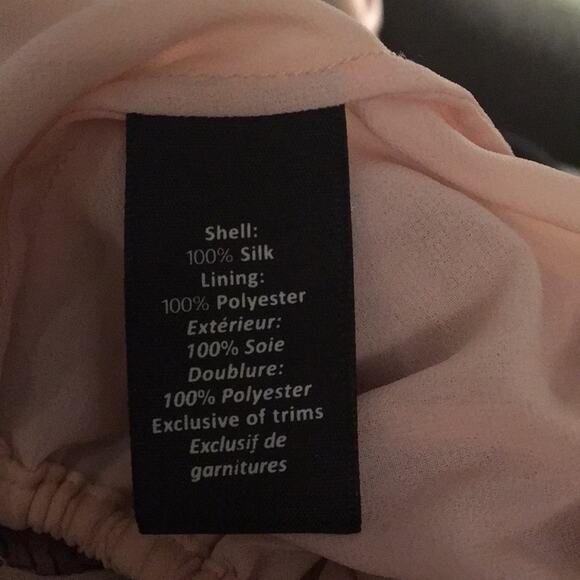 Shell:
100% Silk
Lining:
100% Polyester
Extérieur:
100% Soie
Doublure:
100% Polyester
Exclusive of trims
Exclusif de
garnitures